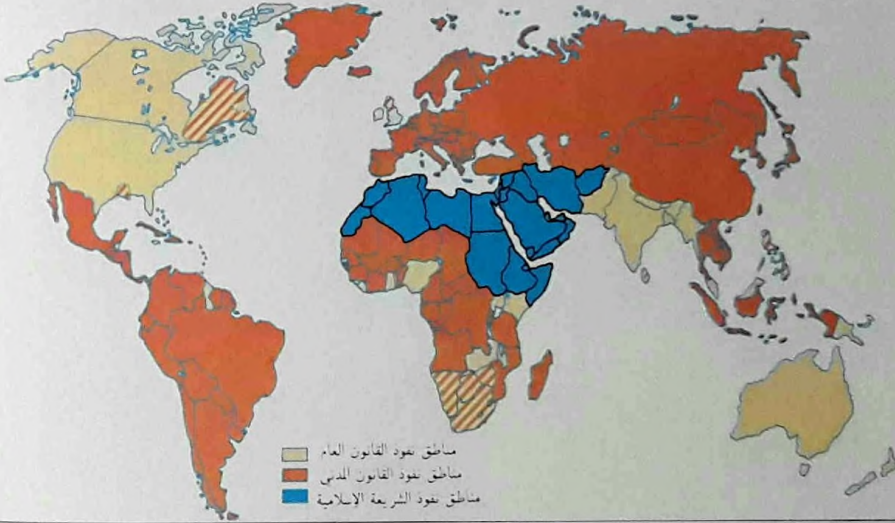 مناطق نفوذ القانون العام
مناطق نفوذ القانون المدني
مناطق نفوذ الشريعة الإسلامية